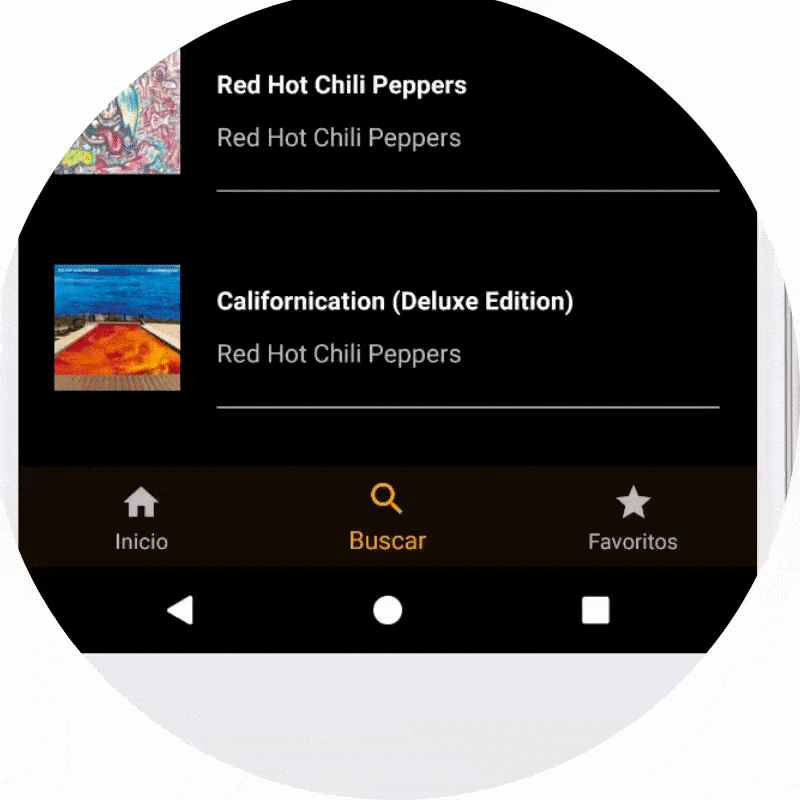 Red Hot Chili Peppers
Red Hot Chili Peppers
Californication (Deluxe Edition)
Red Hot Chili Peppers
Inicio
Buscar
Favoritos